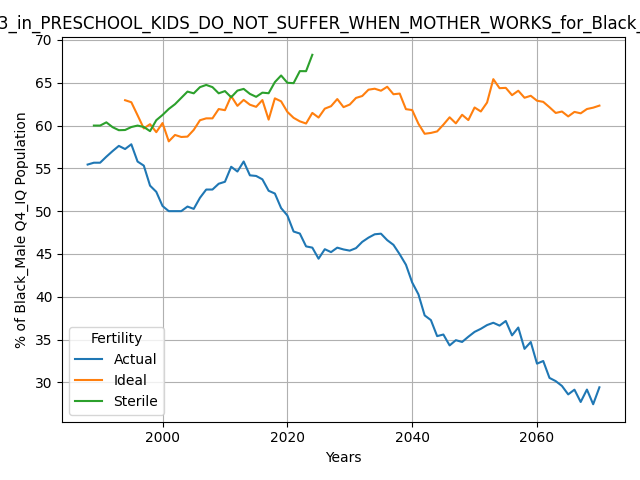 3_in_PRESCHOOL_KIDS_DO_NOT_SUFFER_WHEN_MOTHER_WORKS_for_Black_
70
65
60
55
50
45
40
35
30
% of Black_Male Q4_IQ Population
Fertility
Actual
Ideal
Sterile
2000
2020
2040
2060
Years